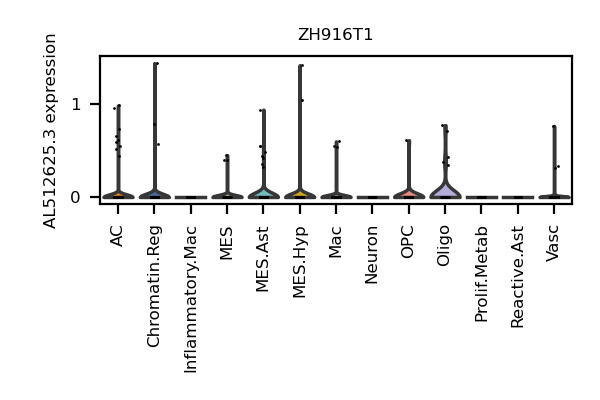 ZH916T1
AL512625.3 expression
1
0
AC
Chromatin.Reg
Inflammatory.Mac
MES
MES.Ast
MES.Hyp
Mac
Neuron
OPC
Oligo
Prolif.Metab
Reactive.Ast
Vasc